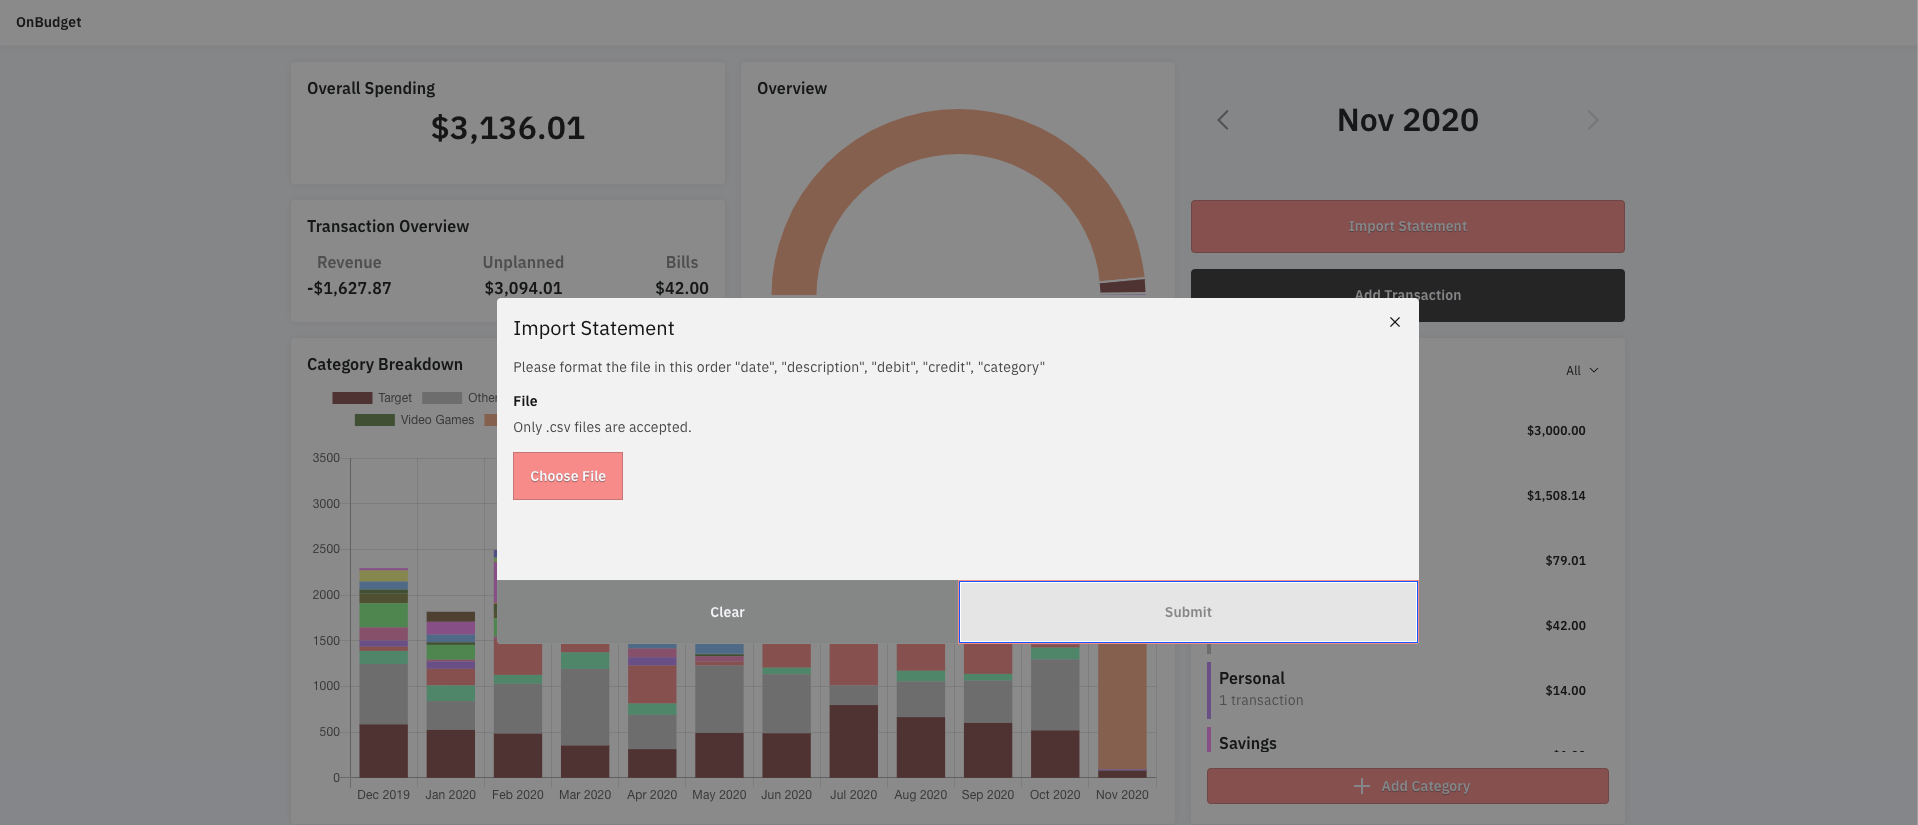 OnBudget
Overall Spending
$3,136.01
Overview
Nov 2020
Import Statement
Add Transaction
Transaction Overview
Revenue Unplanned Bills
-$1,627.87 $3,094.01 $42.00
Import Statement
Please format the file in this order "date", "description", "debit", "credit", "category"
File
Only .csv files are accepted.
Choose File
Clear
Submit
Category Breakdown
Target
Other
Video Games
3500
3000
2500
2000
1500
1000
500
0
Dec 2019 Jan 2020 Feb 2020 Mar 2020 Apr 2020 May 2020 Jun 2020 Jul 2020 Aug 2020 Sep 2020 Oct 2020 Nov 2020
All
$3,000.00
$1,508.14
$79.01
$42.00
Personal
1 transaction
$14.00
Savings
Add Category